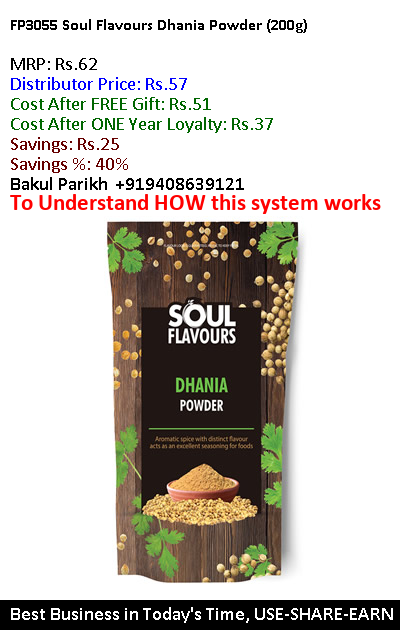 FP3055 Soul Flavours Dhania Powder (200g)
MRP: Rs.62
Distributor Price: Rs.57
Cost After FREE Gift: Rs.51
Cost After ONE Year Loyalty: Rs.37
Savings: Rs.25
Savings %: 40%
Bakul Parikh +919408639121
To Understand HOW this system works
SOUL
FLAVOURS
DHANIA
POWDER
Aromatic spice with distinct flavour
acts as an excellent seasoning for foods
Best Business in Today's Time, USE-SHARE-EARN